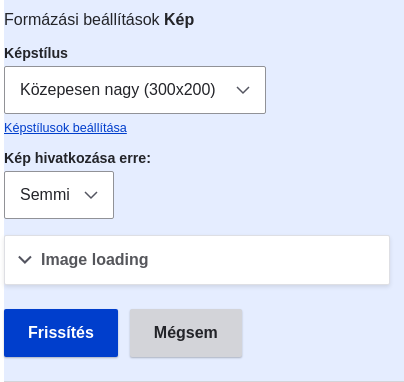 Formázási beállítások Kép
Képstílus
Közepesen nagy (300x200)
Képstílusok beállítása
Kép hivatkozása erre:
Semmi
Image loading
Frissítés Mégsem